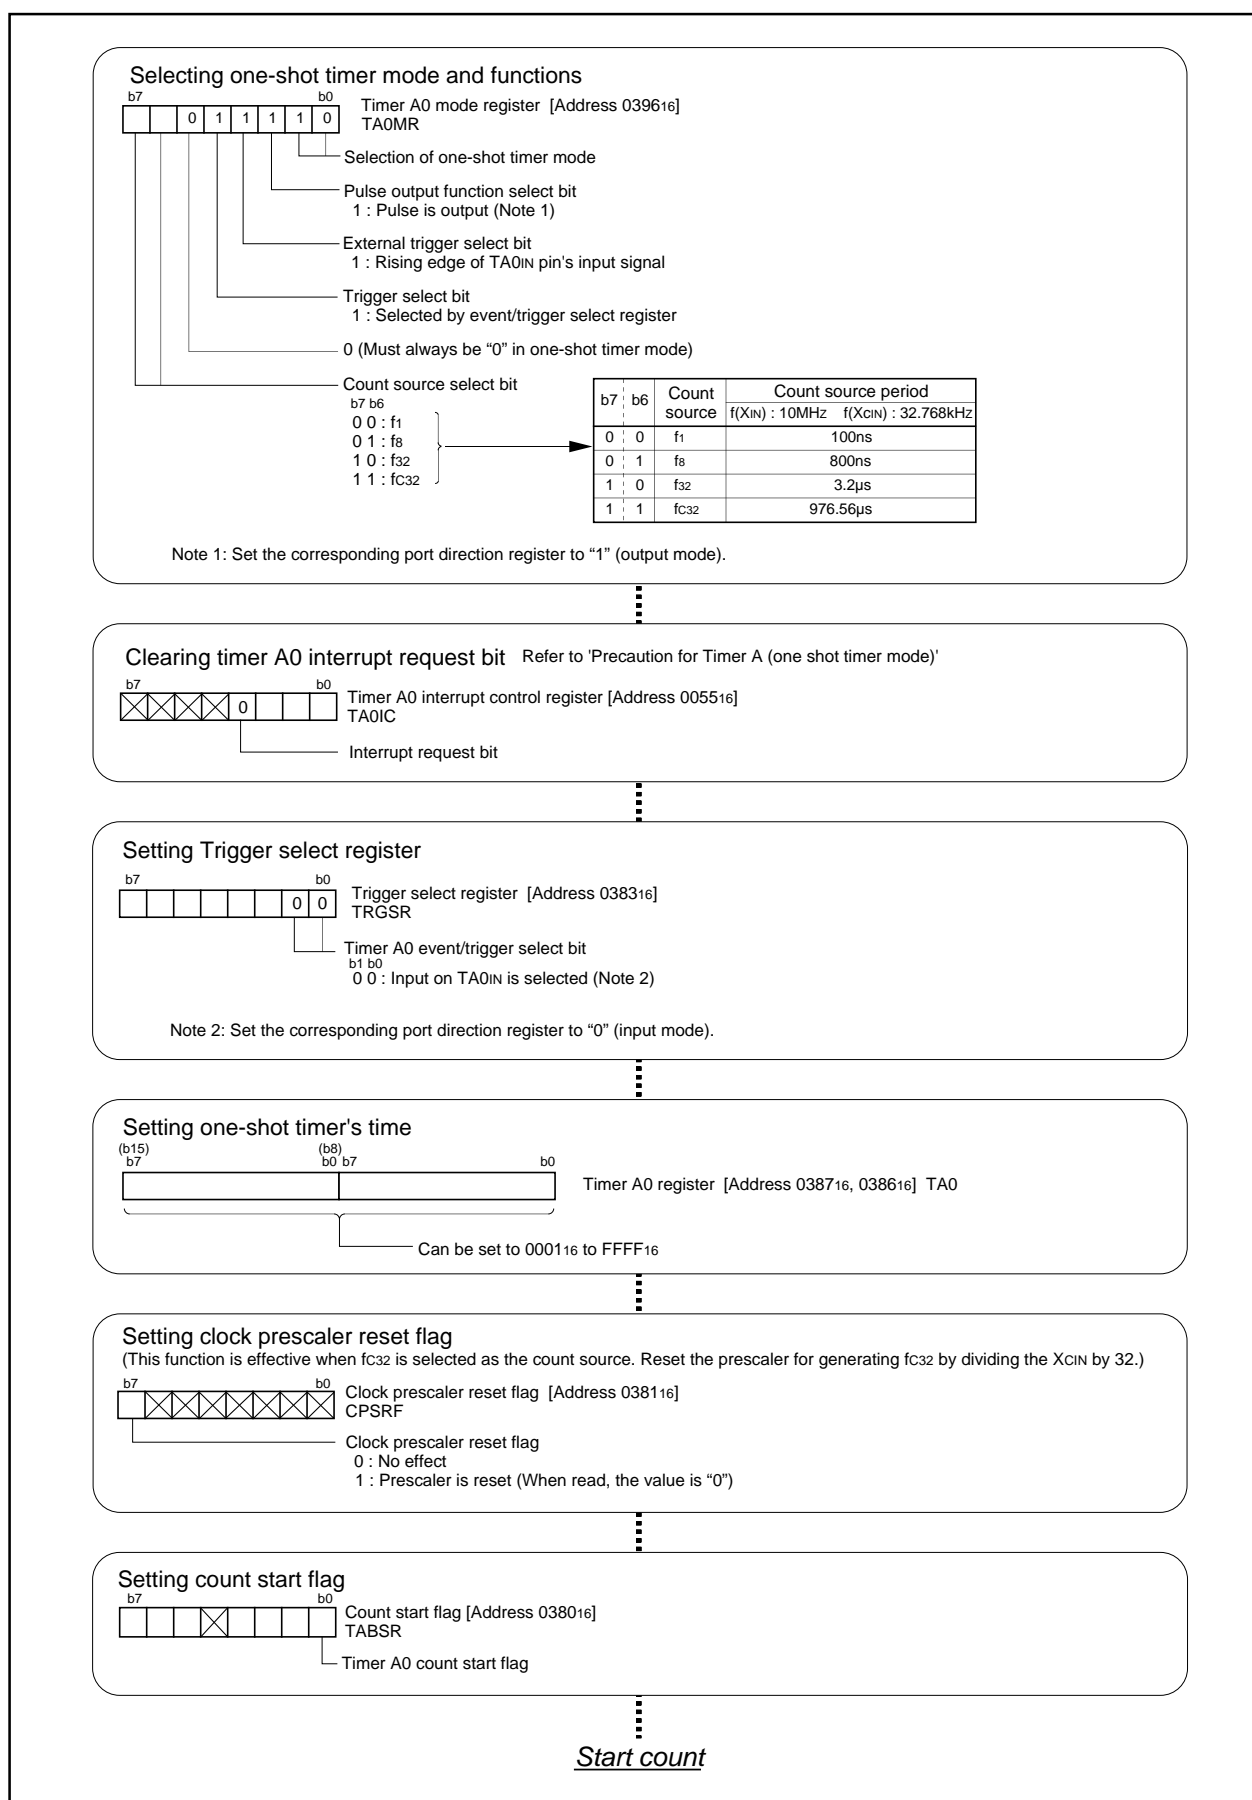 Selecting one-shot timer mode and functions
b7 b0
0 1 1 1 1 0
Timer A0 mode register [Address 039616]
TA0MR
Selection of one-shot timer mode
Pulse output function select bit
1 : Pulse is output (Note 1)
External trigger select bit
1 : Rising edge of TA0IN pin's input signal
Trigger select bit
1 : Selected by event/trigger select register
0 (Must always be “0” in one-shot timer mode)
Count source select bit
b7 b6
0 0 : f1
0 1 : f8
1 0 : f32
1 1 : fC32
b7 b6 Count source Count source period
f(XIN) : 10MHz f(XCIN) : 32.768kHz
0 0 f1 100ns
0 1 f8 800ns
1 0 f32 3.2µs
1 1 fC32 976.56µs
Note 1: Set the corresponding port direction register to “1” (output mode).
Clearing timer A0 interrupt request bit Refer to 'Precaution for Timer A (one shot timer mode)'
b7 b0
0
Timer A0 interrupt control register [Address 005516]
TA0IC
Interrupt request bit
Setting Trigger select register
b7 b0
0 0
Trigger select register [Address 038316]
TRGSR
Timer A0 event/trigger select bit
b1 b0
0 0 : Input on TA0IN is selected (Note 2)
Note 2: Set the corresponding port direction register to “0” (input mode).
Setting one-shot timer's time
(b15) (b8)
b7 b0 b7 b0
Timer A0 register [Address 038716, 038616] TA0
Can be set to 000116 to FFFF16
Setting clock prescaler reset flag
(This function is effective when fC32 is selected as the count source. Reset the prescaler for generating fC32 by dividing the XCIN by 32.)
b7 b0
Clock prescaler reset flag [Address 038116]
CPSRF
Clock prescaler reset flag
0 : No effect
1 : Prescaler is reset (When read, the value is “0”)
Setting count start flag
b7 b0
Count start flag [Address 038016]
TABSR
Timer A0 count start flag
Start count